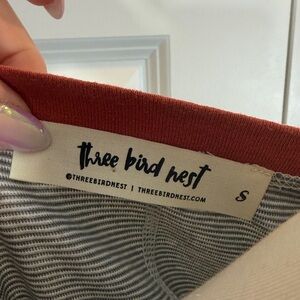 three bird nest
@THREEBIRDNEST | THREEBIRDNEST.COM
S